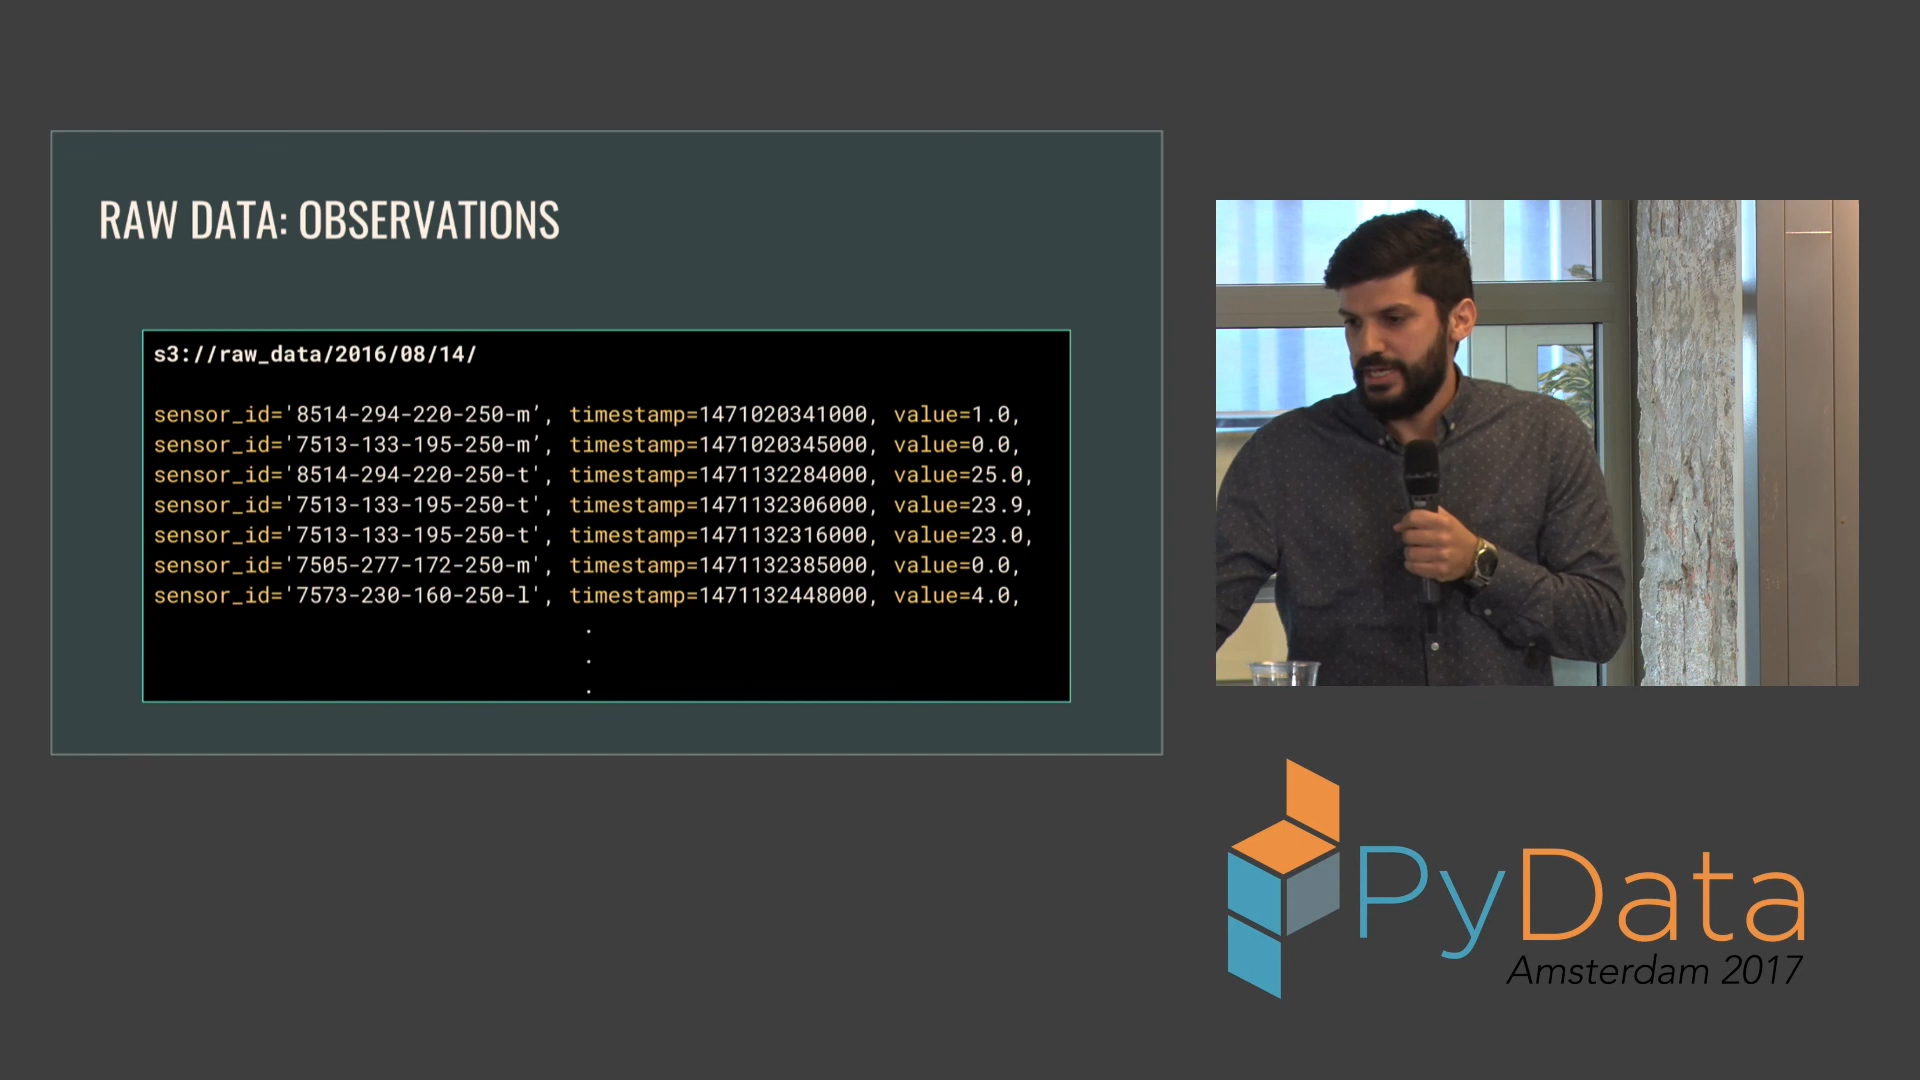 RAW DATA: OBSERVATIONS
s3://raw_data/2016/08/14/
sensor_id='8514-294-220-250-m’, timestamp=1471020341000, value=1.0,
sensor_id='7513-133-195-250-m’, timestamp=1471020345000, value=0.0,
sensor_id='8514-294-220-250-t', timestamp=1471132284000, value=25.0,
sensor_id='7513-133-195-250-t', timestamp=1471132306000, value=23.9,
sensor_id='7513-133-195-250-t', timestamp=1471132316000, value=23.0,
sensor_id='7505-277-172-250-m', timestamp=1471132385000, value=0.0,
sensor_id='7573-230-160-250-l', timestamp=1471132448000, value=4.0,
.
.
.
PyData
Amsterdam 2017